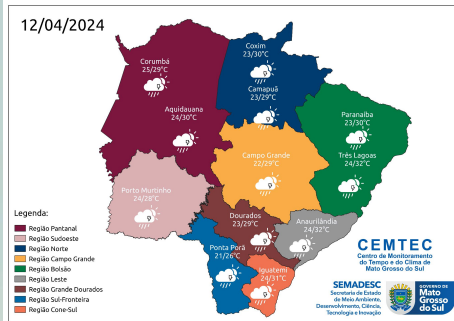 12/04/2024
Corumbá
25/29°C
Aquidauana
24/30°C
Coxim
23/30°C
Camapuã
23/29°C
Paranaíba
23/30°C
Três Lagoas
24/32°C
Campo Grande
22/29°C
Porto Murtinho
24/28°C
Dourados
23/29°C
Anaurilândia
24/32°C
Ponta Porã
21/26°C
Iguatemi
24/31°C
Legenda:
Região Pantanal
Região Sudoeste
Região Norte
Região Campo Grande
Região Bolsão
Região Leste
Região Grande Dourados
Região Sul-Fronteira
Região Cone-Sul
CEMTEC
Centro de Monitoramento
do Tempo e do Clima de
Mato Grosso do Sul
SEMADESC
Secretaria de Estado
de Meio Ambiente,
Desenvolvimento, Ciência,
Tecnologia e Inovação
GOVERNO DE
Mato
Grosso
do Sul